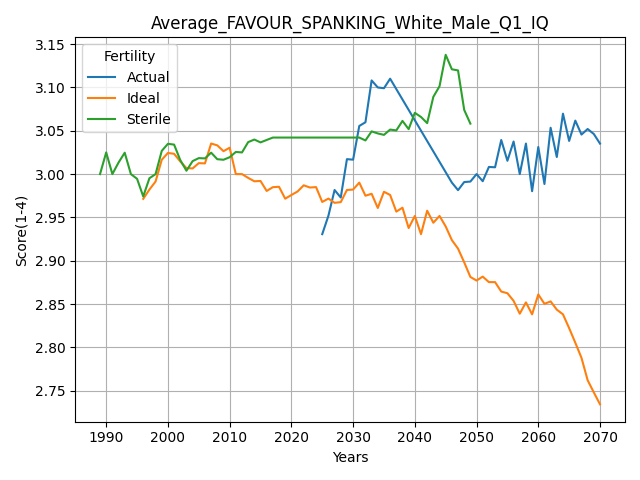 Average_FAVOUR_SPANKING_White_Male_Q1_IQ
Fertility
Actual
Ideal
Sterile
Score(1-4)
3.15
3.10
3.05
3.00
2.95
2.90
2.85
2.80
2.75
1990 2000 2010 2020 2030 2040 2050 2060 2070
Years